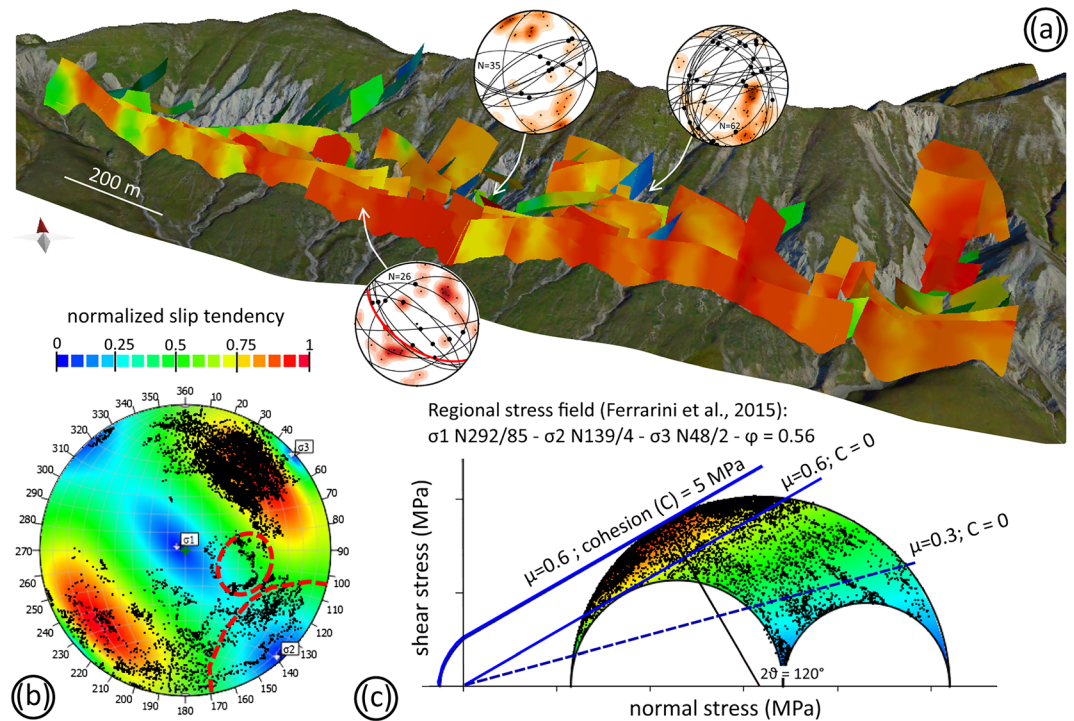 (a)
N=35
N=62
200 m
N=26
normalized slip tendency
0 0.25 0.5 0.75 1
360
10
20
30
40
50
60
70
80
90
100
110
120
130
140
150
160
170
180
190
200
210
220
230
240
250
260
270
280
290
300
310
320
330
340
σ1
σ2
σ3
(b)
Regional stress field (Ferrarini et al., 2015):
σ1 N292/85 - σ2 N139/4 - σ3 N48/2 - φ = 0.56
shear stress (MPa)
μ=0.6 ; cohesion (C) = 5 MPa
μ=0.6; C = 0
μ=0.3; C = 0
2ϑ = 120°
normal stress (MPa)
(c)